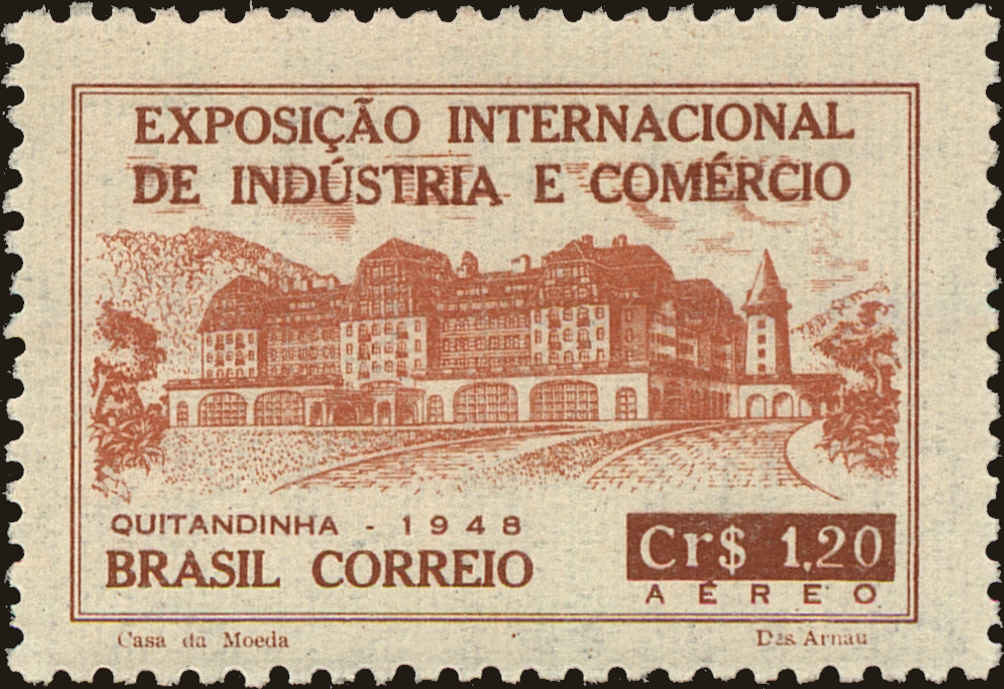 EXPOSIÇÃO INTERNACIONAL
DE INDÚSTRIA E COMÉRCIO
QUITANDINHA - 1948
BRASIL CORREIO
Cr$ 1,20
AÉREO
Casa da Moeda
Des. Arnau